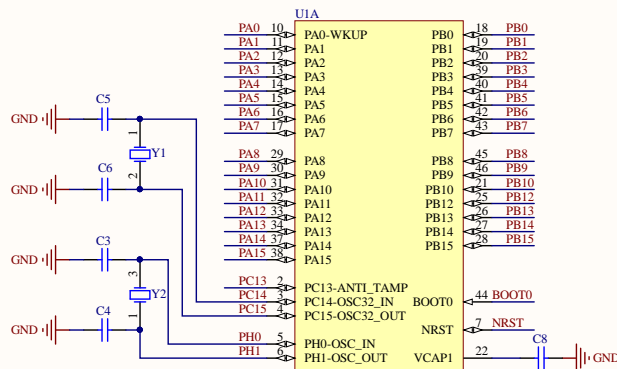 U1A
PA0 10 PA0-WKUP PB0 18 PB0
PA1 11 PA1 PB1 19 PB1
PA2 12 PA2 PB2 20 PB2
PA3 13 PA3 PB3 39 PB3
PA4 14 PA4 PB4 40 PB4
PA5 15 PA5 PB5 41 PB5
PA6 16 PA6 PB6 42 PB6
PA7 17 PA7 PB7 43 PB7
PA8 29 PA8 PB8 45 PB8
PA9 30 PA9 PB9 46 PB9
PA10 31 PA10 PB10 21 PB10
PA11 32 PA11 PB12 25 PB12
PA12 33 PA12 PB13 26 PB13
PA13 34 PA13 PB14 27 PB14
PA14 37 PA14 PB15 28 PB15
PA15 38 PA15
PC13 2 PC13-ANTI_TAMP
PC14 3 PC14-OSC32_IN BOOT0 44 BOOT0
PC15 4 PC15-OSC32_OUT
NRST 7 NRST
PH0 5 PH0-OSC_IN
PH1 6 PH1-OSC_OUT VCAP1 22
C8
GND
C5
GND
1
Y1
2
C6
GND
C3
GND
3
Y2
1
C4
GND